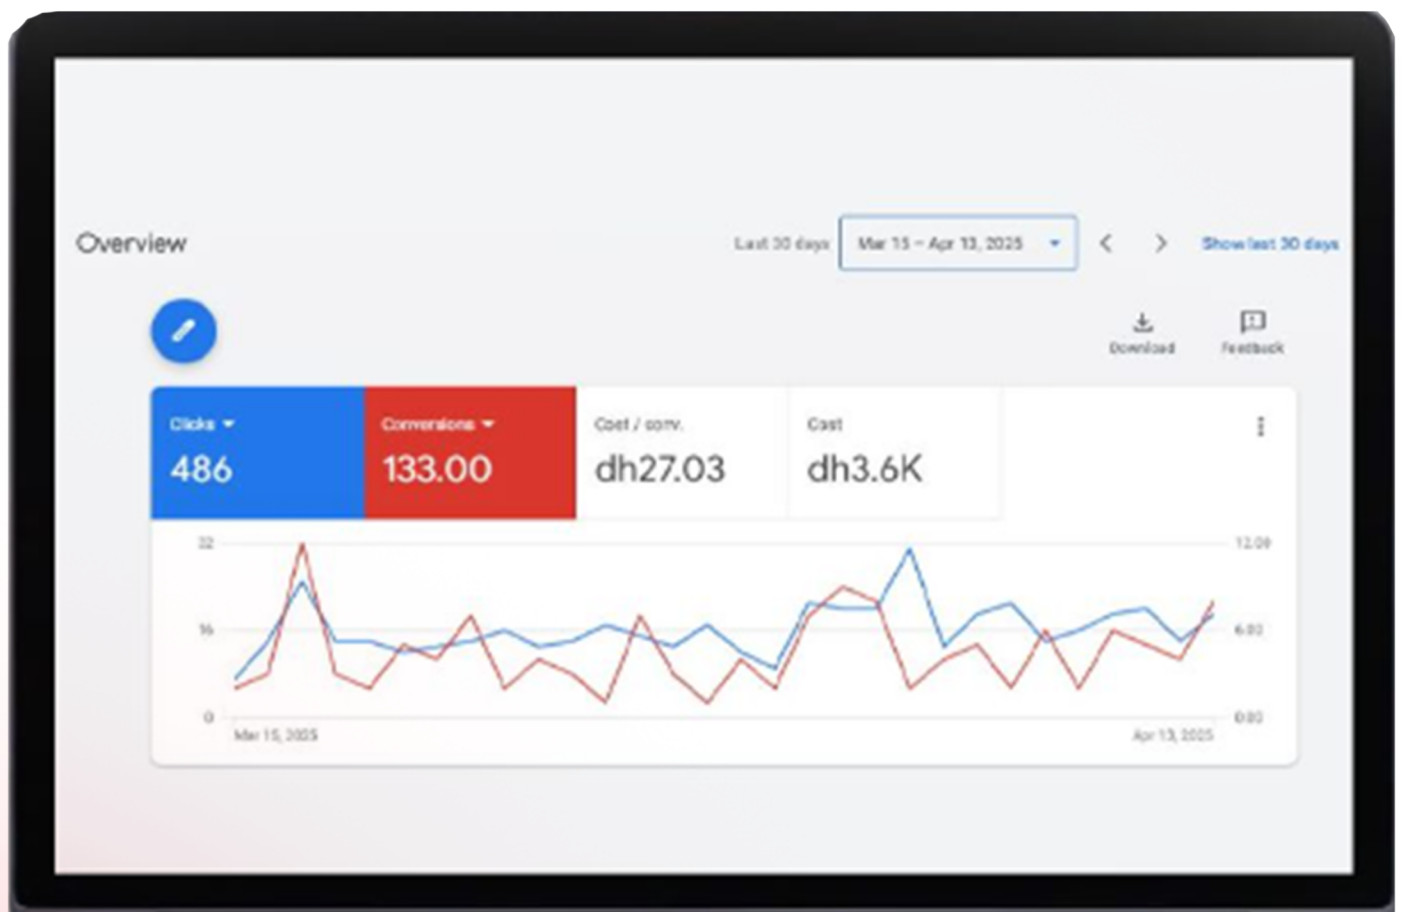 Overview
Last 30 days
Mar 15 – Apr 13, 2025
Show last 30 days
Download
Feedback
Clicks
486
Conversions
133.00
Cost / conv.
dh27.03
Cost
dh3.6K
32
12.00
16
6.00
0
0.00
Mar 15, 2025
Apr 13, 2025